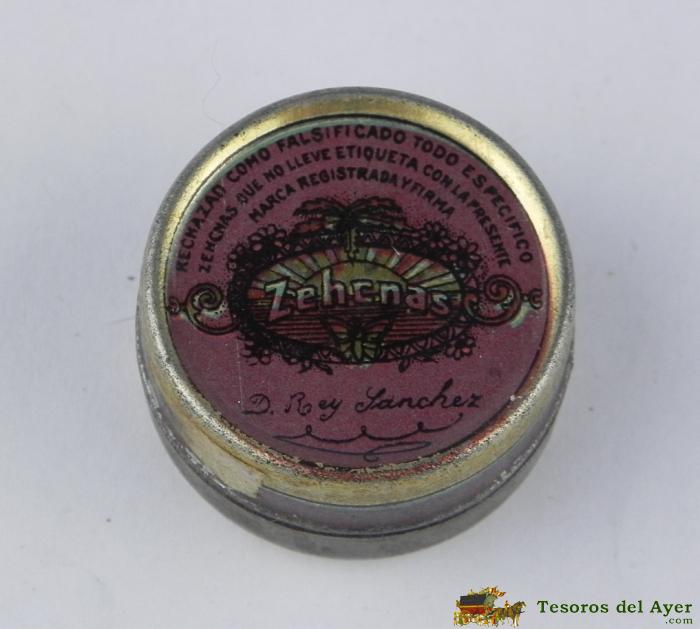 RECHAZAD COMO FALSIFICADO TODO ESPECIFICO
ZEHCNAS QUE NO LLEVE ETIQUETA CON LA PRESENTE
MARCA REGISTRADA Y FIRMA
Zehcnas
D. Rey Sanchez
Tesoros del Ayer
.com